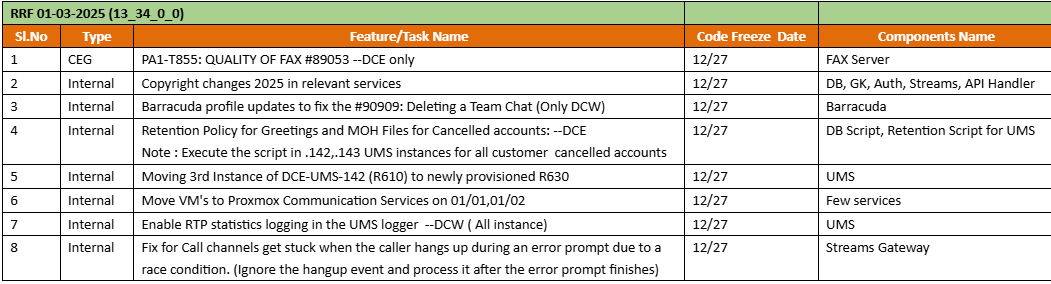 RRF 01-03-2025 (13_34_0_0)
Sl.No Type Feature/Task Name Code Freeze Date Components Name
1 CEG PA1-T855: QUALITY OF FAX #89053 --DCE only 12/27 FAX Server
2 Internal Copyright changes 2025 in relevant services 12/27 DB, GK, Auth, Streams, API Handler
3 Internal Barracuda profile updates to fix the #90909: Deleting a Team Chat (Only DCW) 12/27 Barracuda
4 Internal Retention Policy for Greetings and MOH Files for Cancelled accounts: --DCE 12/27 DB Script, Retention Script for UMS
Note : Execute the script in .142,.143 UMS instances for all customer cancelled accounts
5 Internal Moving 3rd Instance of DCE-UMS-142 (R610) to newly provisioned R630 12/27 UMS
6 Internal Move VM's to Proxmox Communication Services on 01/01,01/02 12/27 Few services
7 Internal Enable RTP statistics logging in the UMS logger --DCW ( All instance) 12/27 UMS
8 Internal Fix for Call channels get stuck when the caller hangs up during an error prompt due to a 12/27 Streams Gateway
race condition. (Ignore the hangup event and process it after the error prompt finishes)